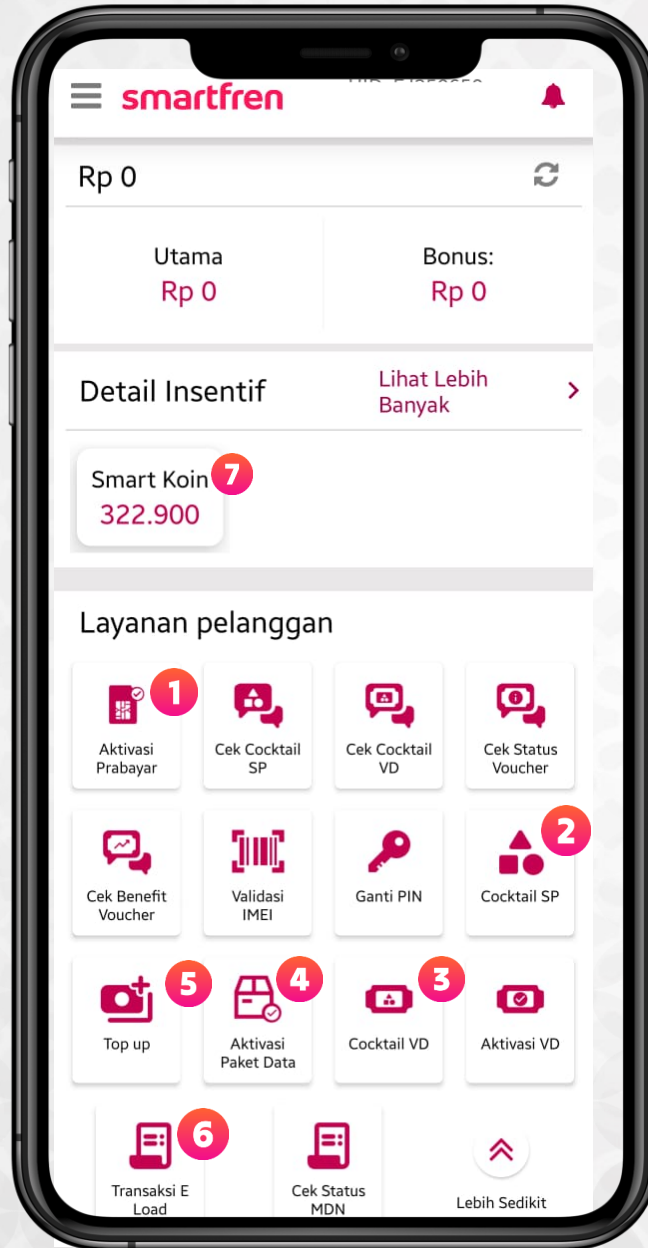 smartfren
Rp 0
Utama
Bonus:
Rp 0
Rp 0
Detail Insentif
Lihat Lebih
Banyak
Smart Koin
7
322.900
Layanan pelanggan
1
Aktivasi
Prabayar
Cek Cocktail
SP
Cek Cocktail
VD
Cek Status
Voucher
2
Cek Benefit
Voucher
Validasi
IMEI
Ganti PIN
Cocktail SP
5
4
3
Top up
Aktivasi
Paket Data
Cocktail VD
Aktivasi VD
6
Transaksi E
Load
Cek Status
MDN
Lebih Sedikit